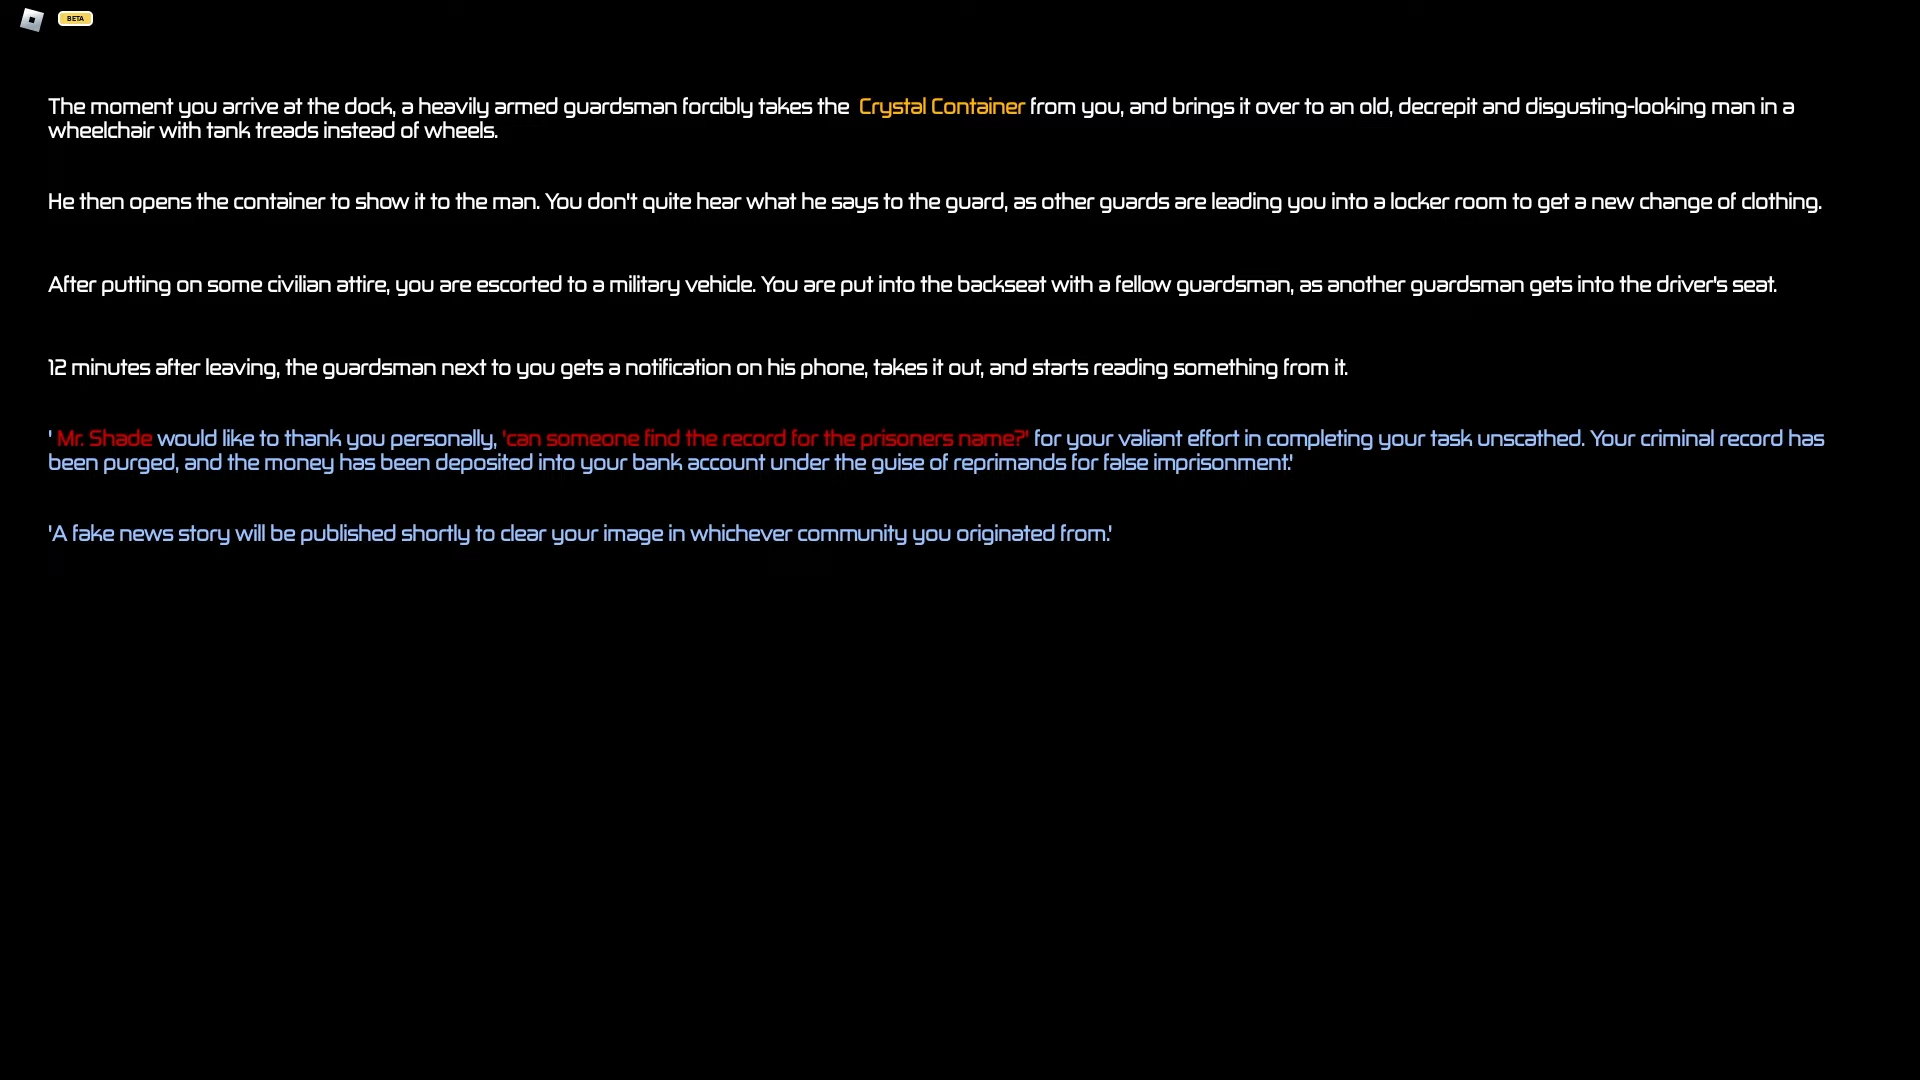 BETA
The moment you arrive at the dock, a heavily armed guardsman forcibly takes the Crystal Container from you, and brings it over to an old, decrepit and disgusting-looking man in a
wheelchair with tank treads instead of wheels.
He then opens the container to show it to the man. You don't quite hear what he says to the guard, as other guards are leading you into a locker room to get a new change of clothing.
After putting on some civilian attire, you are escorted to a military vehicle. You are put into the backseat with a fellow guardsman, as another guardsman gets into the driver's seat.
12 minutes after leaving, the guardsman next to you gets a notification on his phone, takes it out, and starts reading something from it.
' Mr. Shade would like to thank you personally, 'can someone find the record for the prisoners name?' for your valiant effort in completing your task unscathed. Your criminal record has
been purged, and the money has been deposited into your bank account under the guise of reprimands for false imprisonment.'
'A fake news story will be published shortly to clear your image in whichever community you originated from.'